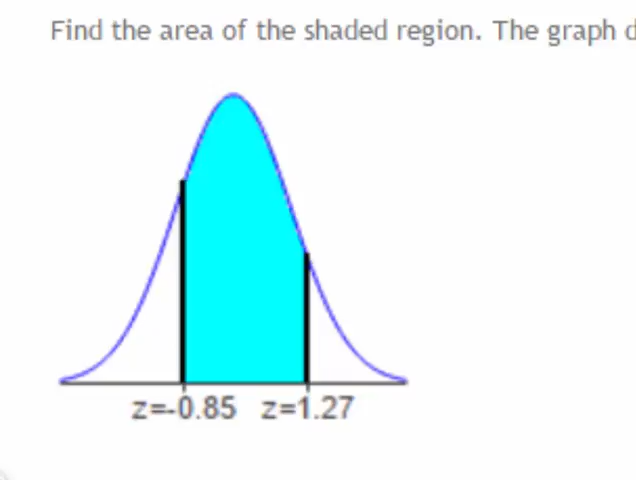 Find the area of the shaded region. The graph
z=-0.85 z=1.27